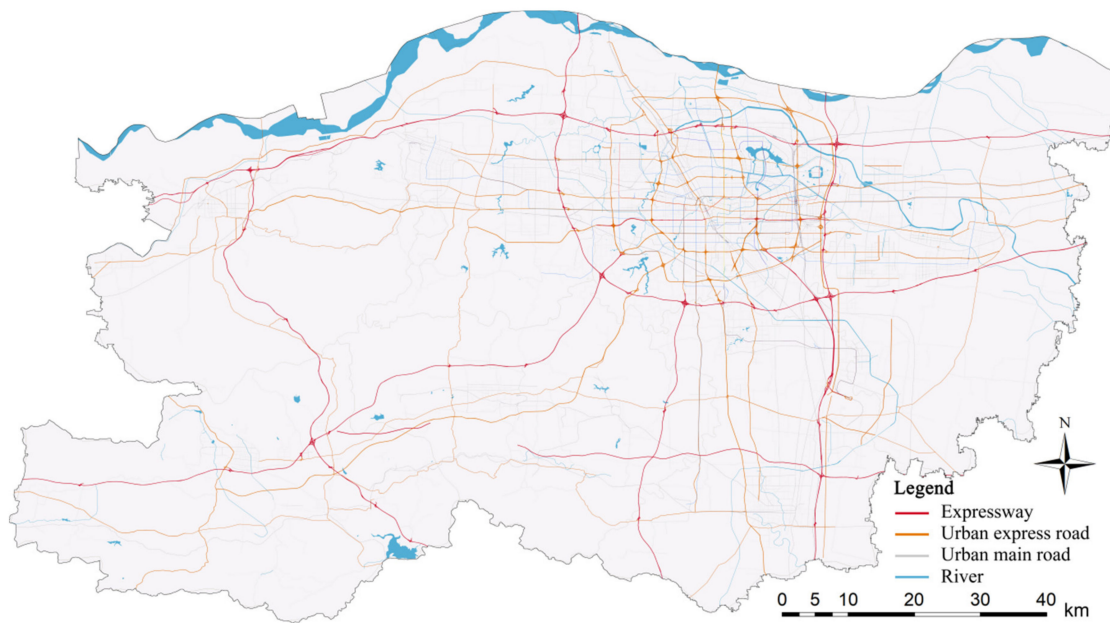 N
Legend
Expressway
Urban express road
Urban main road
River
0 5 10 20 30 40
km